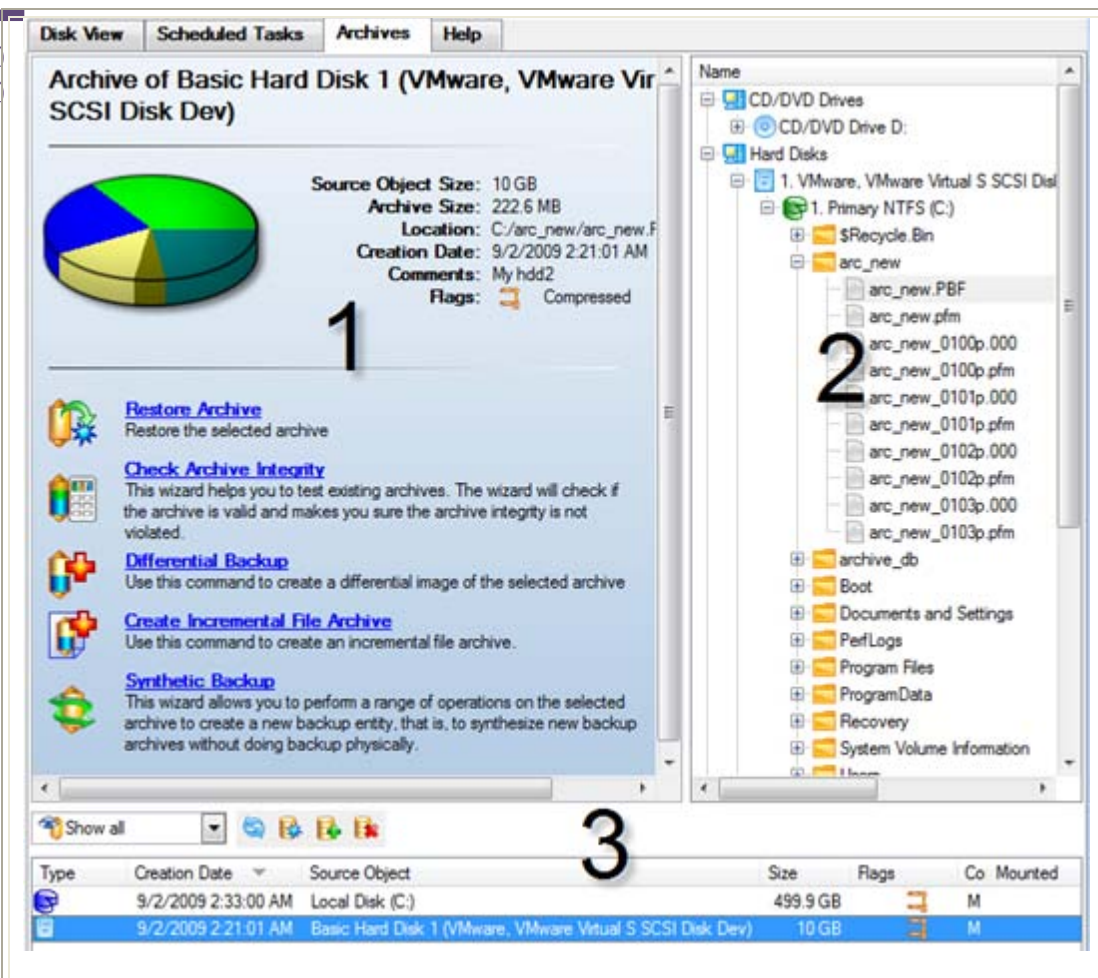 Disk View Scheduled Tasks Archives Help
Archive of Basic Hard Disk 1 (VMware, VMware Vir
SCSI Disk Dev)
Source Object Size: 10 GB
Archive Size: 222.6 MB
Location: C:/arc_new/arc_new.F
Creation Date: 9/2/2009 2:21:01 AM
Comments: My hdd2
Flags: Compressed
1
Restore Archive
Restore the selected archive
Check Archive Integrity
This wizard helps you to test existing archives. The wizard will check if
the archive is valid and makes you sure the archive integrity is not
violated.
Differential Backup
Use this command to create a differential image of the selected archive
Create Incremental File Archive
Use this command to create an incremental file archive.
Synthetic Backup
This wizard allows you to perform a range of operations on the selected
archive to create a new backup entity, that is, to synthesize new backup
archives without doing backup physically.
Name
CD/DVD Drives
CD/DVD Drive D:
Hard Disks
1. VMware, VMware Virtual S SCSI Disl
1. Primary NTFS (C:)
$Recycle.Bin
arc_new
arc_new.PBF
arc_new.pfm
arc_new_0100p.000
arc_new_0100p.pfm
arc_new_0101p.000
arc_new_0101p.pfm
arc_new_0102p.000
arc_new_0102p.pfm
arc_new_0103p.000
arc_new_0103p.pfm
2
archive_db
Boot
Documents and Settings
PerfLogs
Program Files
ProgramData
Recovery
System Volume Information
Users
Show all
3
Type Creation Date Source Object Size Flags Co Mounted
9/2/2009 2:33:00 AM Local Disk (C:) 499.9 GB M
9/2/2009 2:21:01 AM Basic Hard Disk 1 (VMware, VMware Virtual S SCSI Disk Dev) 10 GB M